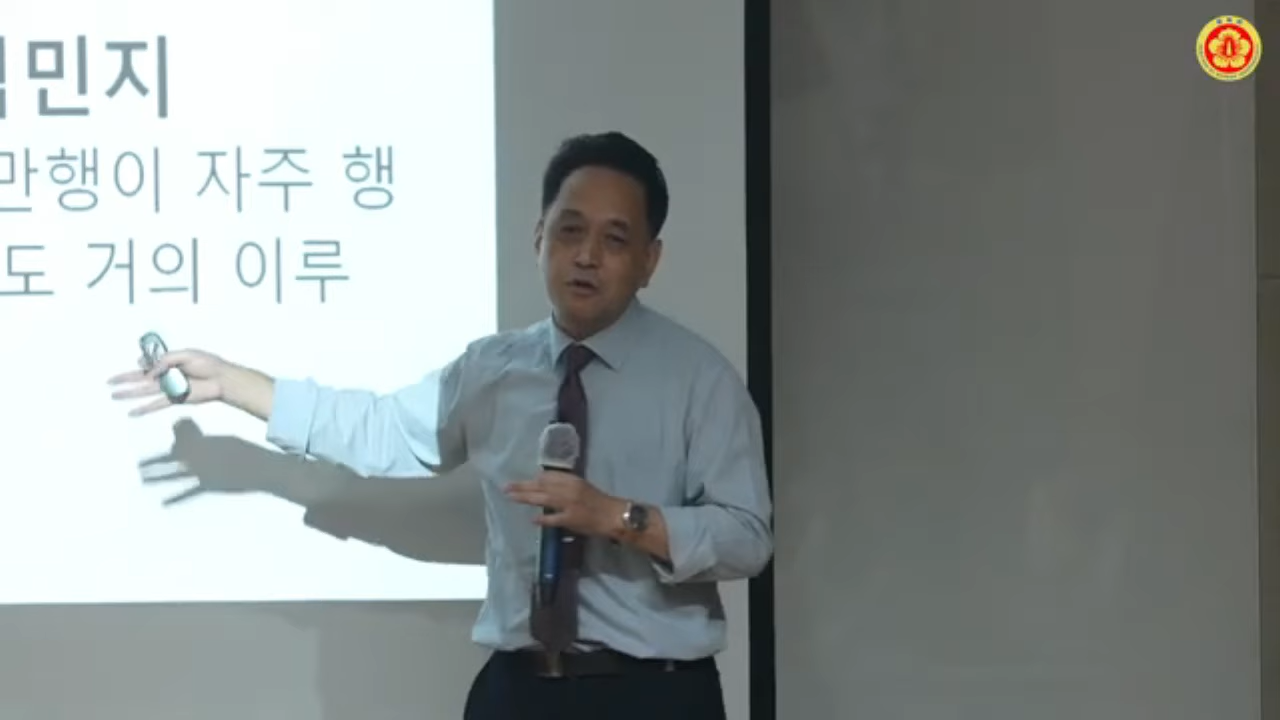 민지
만행이 자주 행
도 거의 이루